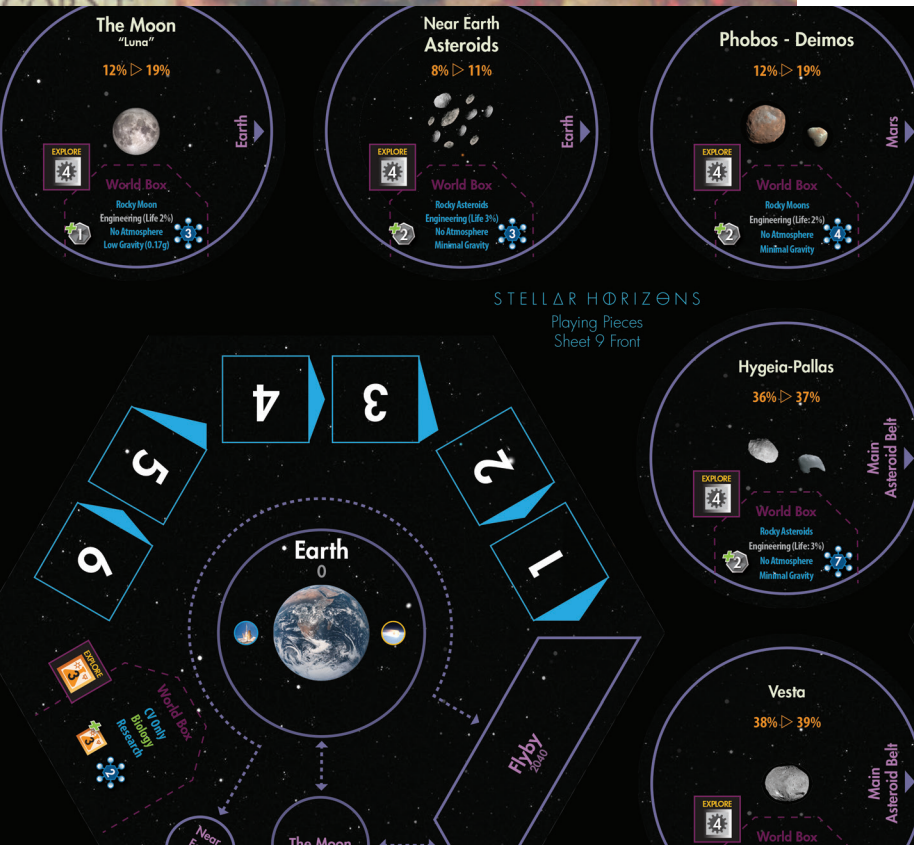 The Moon
“Luna”
12% ▷ 19%
Earth
EXPLORE
4
World Box
Rocky Moon
Engineering (Life 2%)
No Atmosphere
Low Gravity (0.17g)
+1
3
Near Earth
Asteroids
8% ▷ 11%
Earth
EXPLORE
4
World Box
Rocky Asteroids
Engineering (Life 3%)
No Atmosphere
Minimal Gravity
+2
3
Phobos - Deimos
12% ▷ 19%
Mars
EXPLORE
4
World Box
Rocky Moons
Engineering (Life: 2%)
No Atmosphere
Minimal Gravity
+2
4
STELLAR HORIZONS
Playing Pieces
Sheet 9 Front
Hygeia-Pallas
36% ▷ 37%
Main
Asteroid Belt
EXPLORE
4
World Box
Rocky Asteroids
Engineering (Life: 3%)
No Atmosphere
Minimal Gravity
+2
7
4
3
5
2
6
1
Earth
0
EXPLORE
3
World Box
CV Only
Biology
Research
+3
2
Flyby
2040
Near
The Moon
Vesta
38% ▷ 39%
Main
Asteroid Belt
EXPLORE
4
World Box